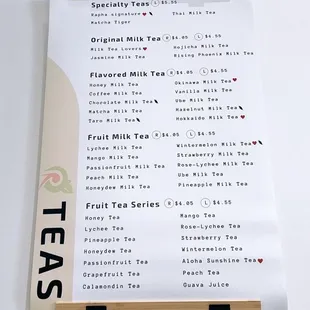 Specialty Teas S $5.55
Rapha signature Thai Milk Tea
Matcha Tiger
Original Milk Tea R $4.05 L $4.55
Milk Tea Lovers Hojicha Milk Tea
Jasmine Milk Tea Rising Phoenix Milk Tea
Flavored Milk Tea R $4.05 L $4.55
Honey Milk Tea Okinawa Milk Tea
Coffee Milk Tea Vanilla Milk Tea
Chocolate Milk Tea Ube Milk Tea
Matcha Milk Tea Hazelnut Milk Tea
Taro Milk Tea Hokkaido Milk Tea
Fruit Milk Tea R $4.05 L $4.55
Lychee Milk Tea Wintermelon Milk Tea
Mango Milk Tea Strawberry Milk Tea
Passionfruit Milk Tea Rose-Lychee Milk Tea
Peach Milk Tea Ube Milk Tea
Honeydew Milk Tea Pineapple Milk Tea
Fruit Tea Series R $4.05 L $4.55
Honey Tea Mango Tea
Lychee Tea Rose-Lychee Tea
Pineapple Tea Strawberry Tea
Honeydew Tea Wintermelon Tea
Passionfruit Tea Aloha Sunshine Tea
Grapefruit Tea Peach Tea
Calamondin Tea Guava Juice
TEAS